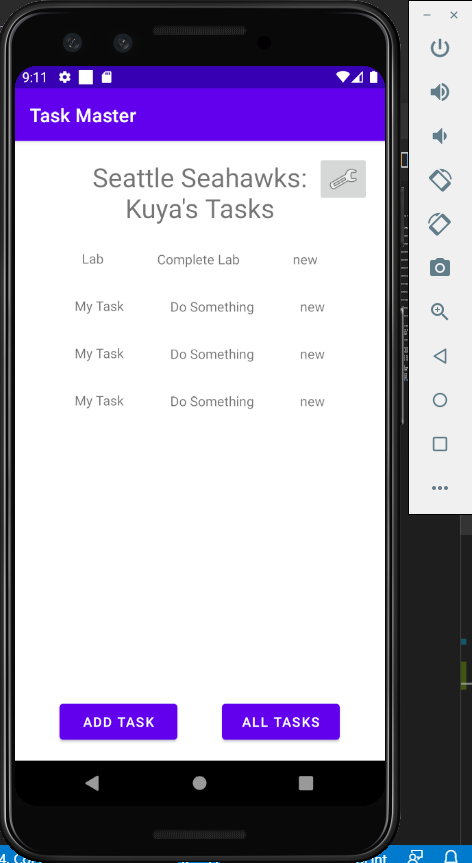 9:11
Task Master
Seattle Seahawks:
Kuya's Tasks
Lab Complete Lab new
My Task Do Something new
My Task Do Something new
My Task Do Something new
ADD TASK ALL TASKS